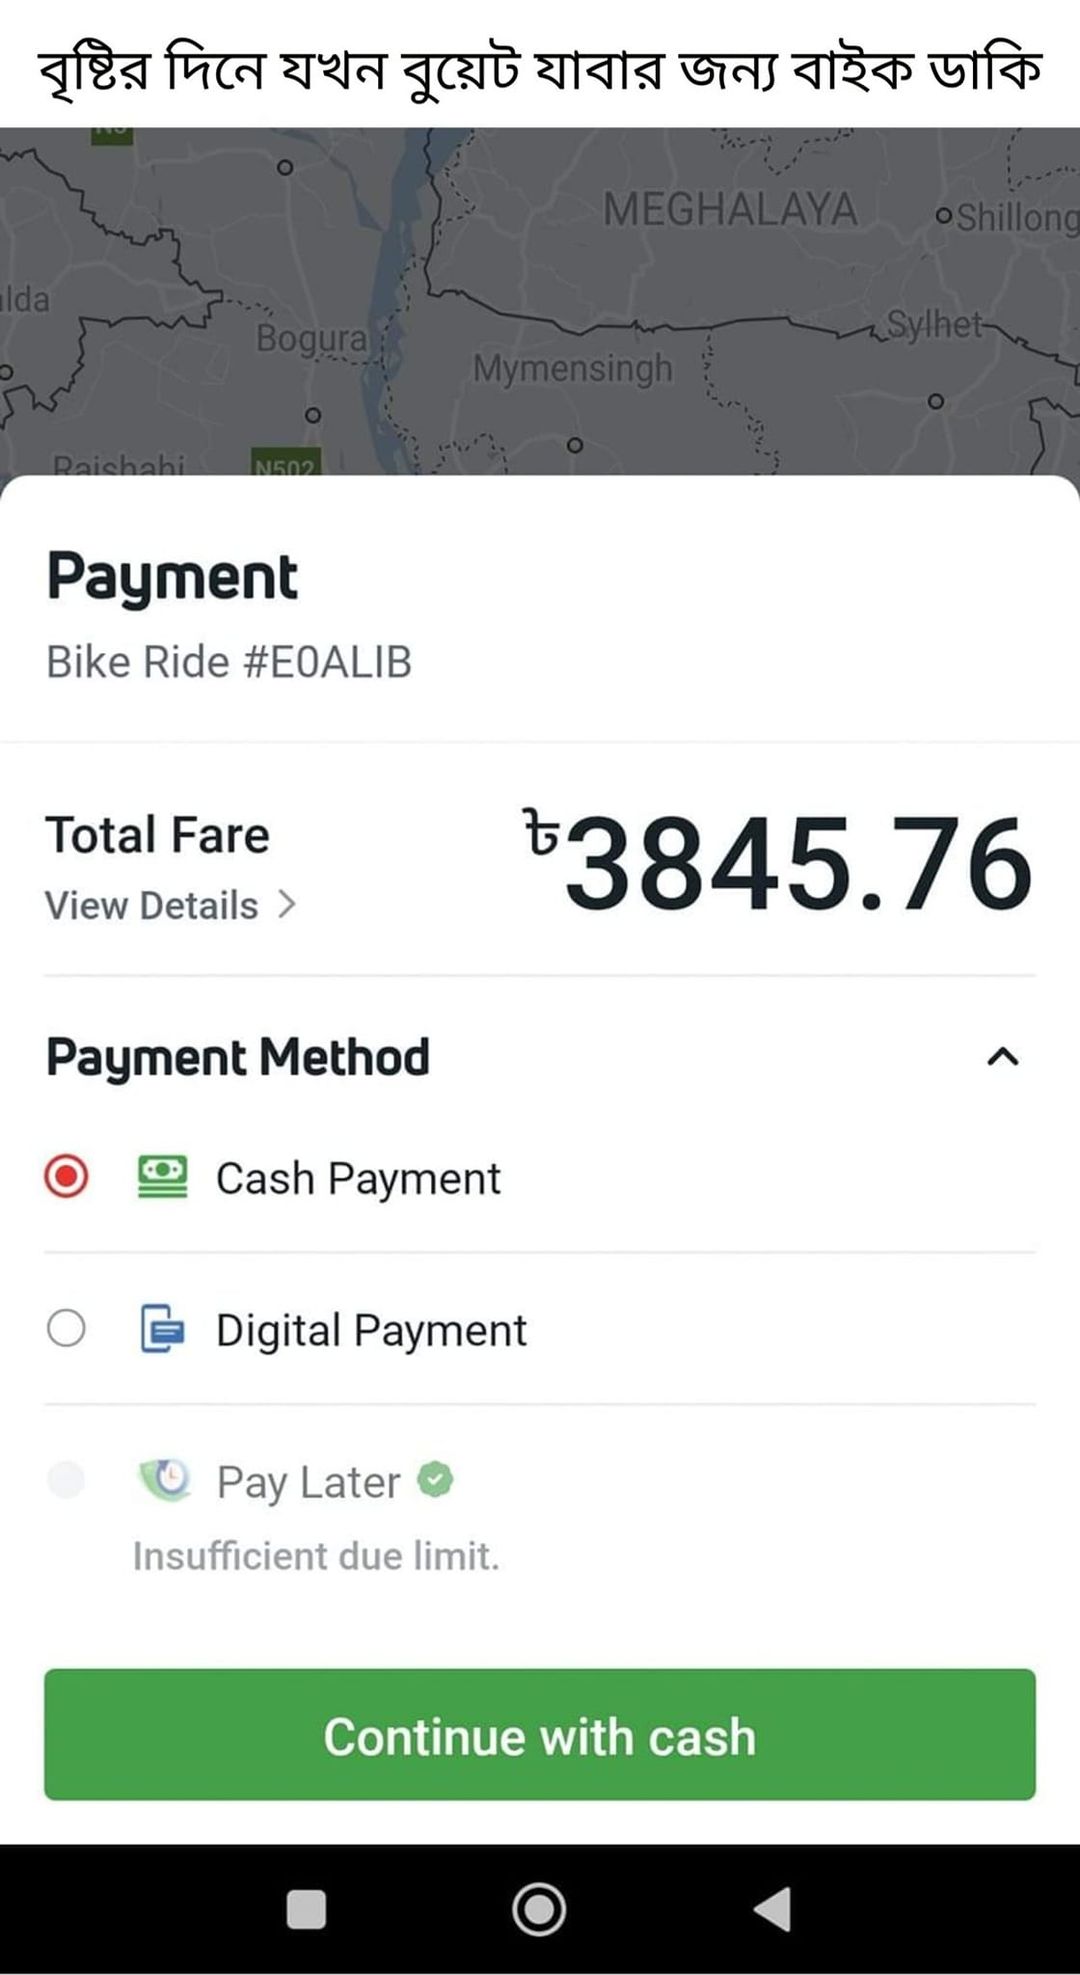 বৃষ্টির দিনে যখন বুয়েট যাবার জন্য বাইক ডাকি
MEGHALAYA
Shillong
lda
Bogura
Sylhet
Mymensingh
Rajshahi
N502
Payment
Bike Ride #E0ALIB
Total Fare
৳3845.76
View Details >
Payment Method
Cash Payment
Digital Payment
Pay Later
Insufficient due limit.
Continue with cash